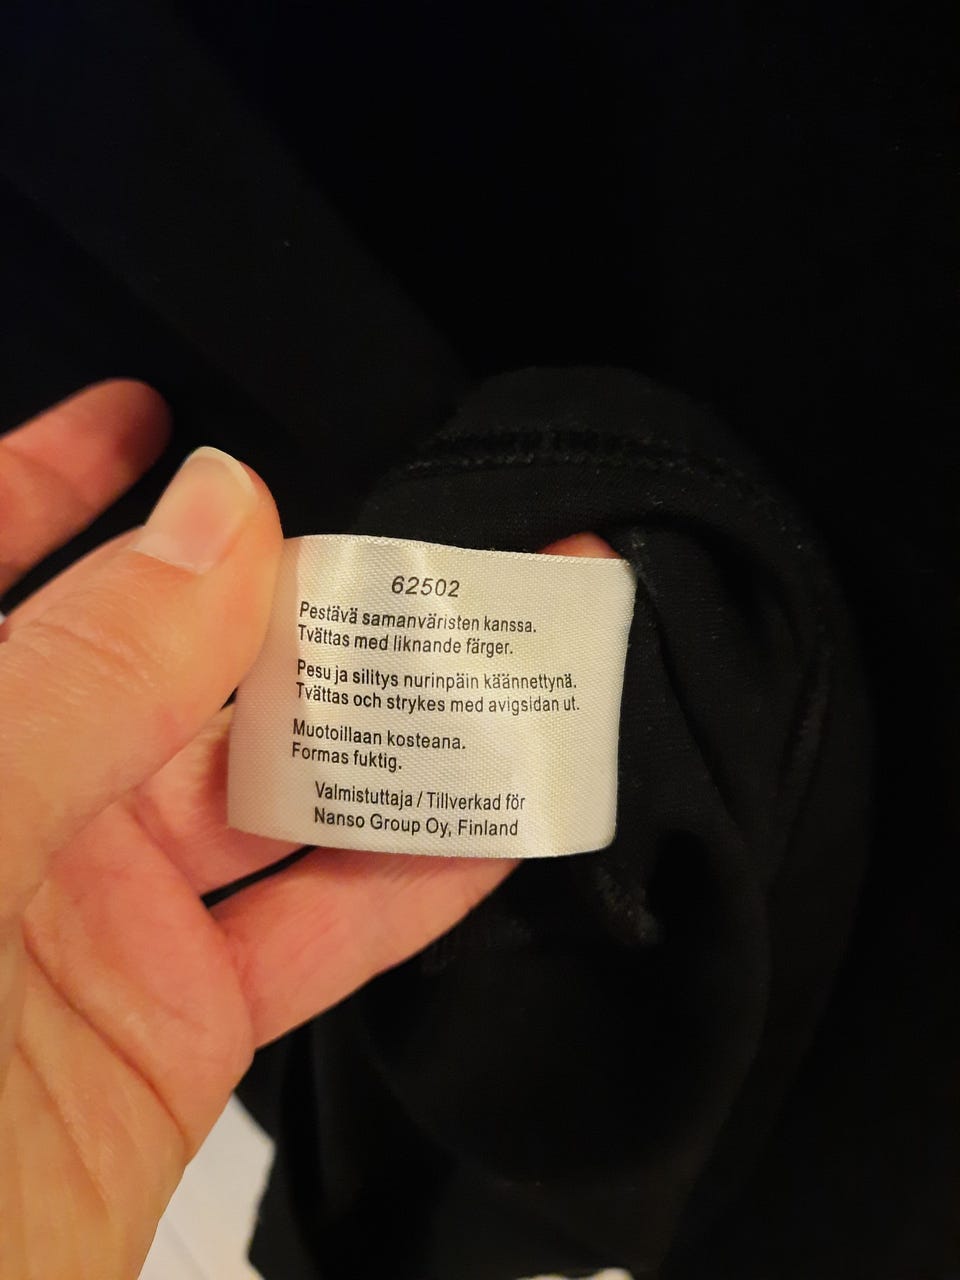 62502
Pestävä samanväristen kanssa.
Tvättas med liknande färger.
Pesu ja silitys nurinpäin käännettynä.
Tvättas och strykes med avigsidan ut.
Muotoillaan kosteana.
Formas fuktig.
Valmistuttaja / Tillverkad för
Nanso Group Oy, Finland